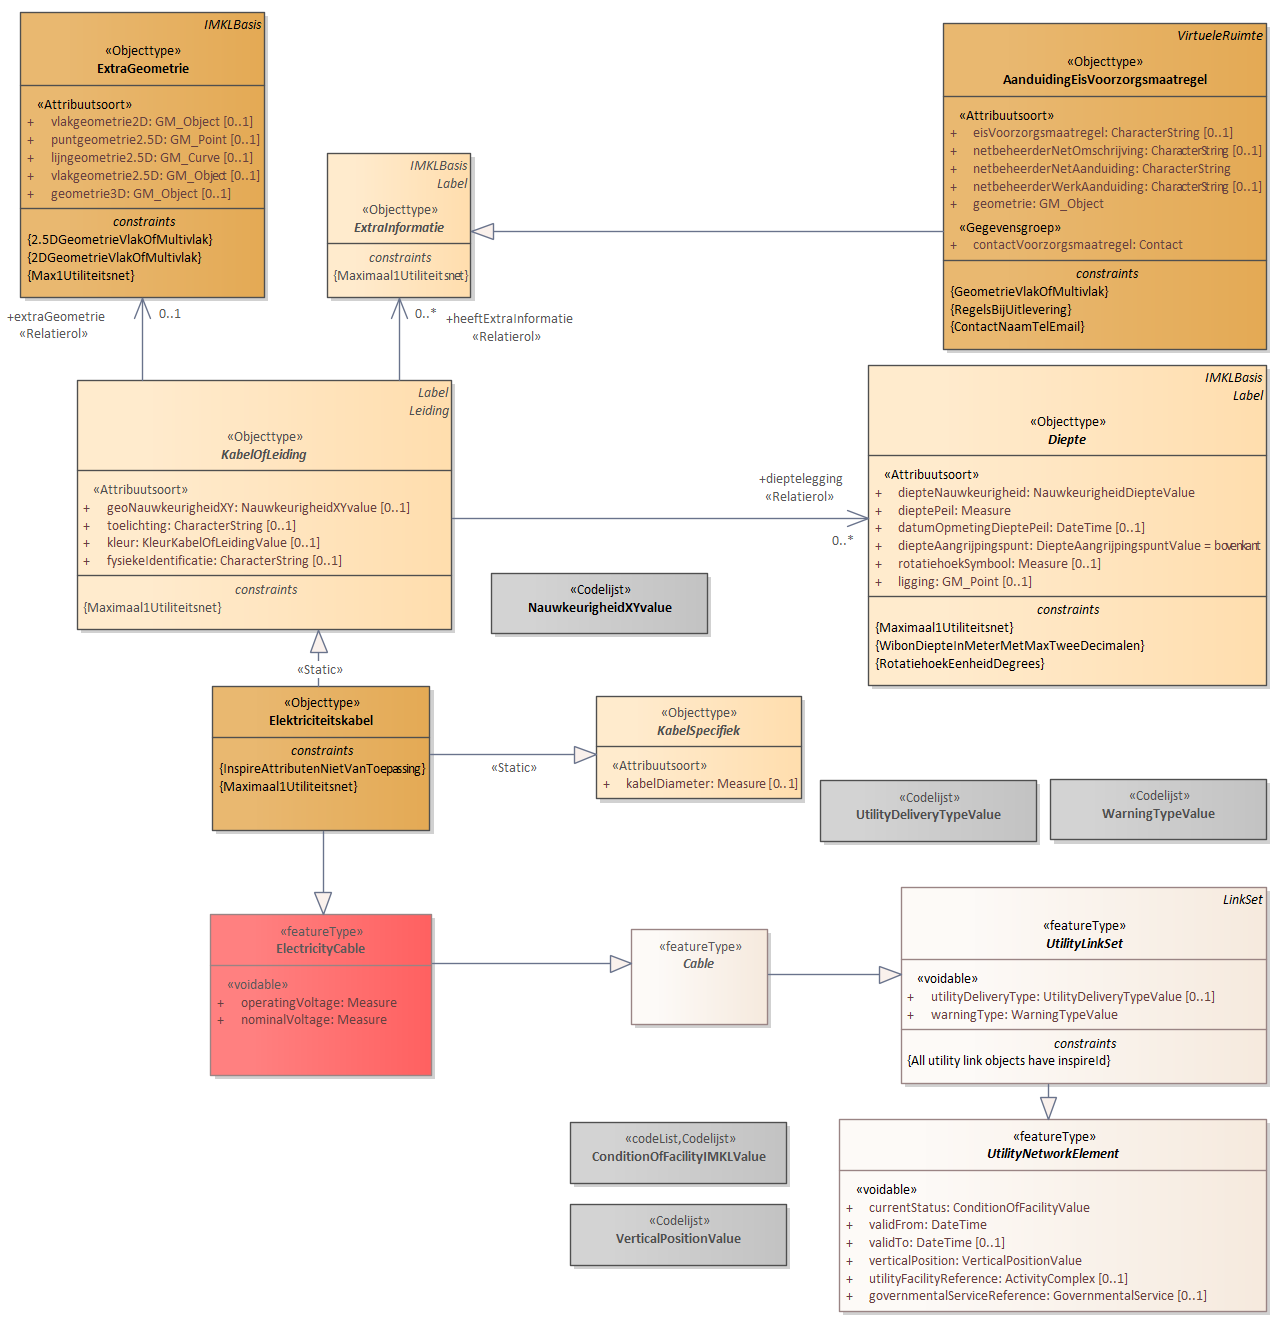 IMKLBasis
«Objecttype»
ExtraGeometrie
«Attribuutsoort»
+ vlakgeometrie2D: GM_Object [0..1]
+ puntgeometrie2.5D: GM_Point [0..1]
+ lijngeometrie2.5D: GM_Curve [0..1]
+ vlakgeometrie2.5D: GM_Object [0..1]
+ geometrie3D: GM_Object [0..1]
constraints
{2.5DGeometrieVlakOfMultivlak}
{2DGeometrieVlakOfMultivlak}
{Max1Utiliteitsnet}
VirtueleRuimte
«Objecttype»
AanduidingEisVoorzorgsmaatregel
«Attribuutsoort»
+ eisVoorzorgsmaatregel: CharacterString [0..1]
+ netbeheerderNetOmschrijving: CharacterString [0..1]
+ netbeheerderNetAanduiding: CharacterString
+ netbeheerderWerkAanduiding: CharacterString [0..1]
+ geometrie: GM_Object
«Gegevensgroep»
+ contactVoorzorgsmaatregel: Contact
constraints
{GeometrieVlakOfMultivlak}
{RegelsBijUitlevering}
{ContactNaamTelEmail}
IMKLBasis
Label
«Objecttype»
ExtraInformatie
constraints
{Maximaal1Utiliteitsnet}
+extraGeometrie
«Relatierol»
0..1
0..*
+heeftExtraInformatie
«Relatierol»
Label
Leiding
«Objecttype»
KabelOfLeiding
«Attribuutsoort»
+ geoNauwkeurigheidXY: NauwkeurigheidXYvalue [0..1]
+ toelichting: CharacterString [0..1]
+ kleur: KleurKabelOfLeidingValue [0..1]
+ fysiekeIdentificatie: CharacterString [0..1]
constraints
{Maximaal1Utiliteitsnet}
+dieptelegging
«Relatierol»
0..*
IMKLBasis
Label
«Objecttype»
Diepte
«Attribuutsoort»
+ diepteNauwkeurigheid: NauwkeurigheidDiepteValue
+ dieptePeil: Measure
+ datumOpmetingDieptePeil: DateTime [0..1]
+ diepteAangrijpingspunt: DiepteAangrijpingspuntValue = bovenkant
+ rotatiehoekSymbool: Measure [0..1]
+ ligging: GM_Point [0..1]
constraints
{Maximaal1Utiliteitsnet}
{WibonDiepteInMeterMetMaxTweeDecimalen}
{RotatiehoekEenheidDegrees}
«Codelijst»
NauwkeurigheidXYvalue
«Static»
«Objecttype»
Elektriciteitskabel
constraints
{InspireAttributenNietVanToepassing}
{Maximaal1Utiliteitsnet}
«Static»
«Objecttype»
KabelSpecifiek
«Attribuutsoort»
+ kabelDiameter: Measure [0..1]
«Codelijst»
UtilityDeliveryTypeValue
«Codelijst»
WarningTypeValue
«featureType»
ElectricityCable
«voidable»
+ operatingVoltage: Measure
+ nominalVoltage: Measure
«featureType»
Cable
LinkSet
«featureType»
UtilityLinkSet
«voidable»
+ utilityDeliveryType: UtilityDeliveryTypeValue [0..1]
+ warningType: WarningTypeValue
constraints
{All utility link objects have inspireId}
«codeList,Codelijst»
ConditionOfFacilityIMKLValue
«Codelijst»
VerticalPositionValue
«featureType»
UtilityNetworkElement
«voidable»
+ currentStatus: ConditionOfFacilityValue
+ validFrom: DateTime
+ validTo: DateTime [0..1]
+ verticalPosition: VerticalPositionValue
+ utilityFacilityReference: ActivityComplex [0..1]
+ governmentalServiceReference: GovernmentalService [0..1]